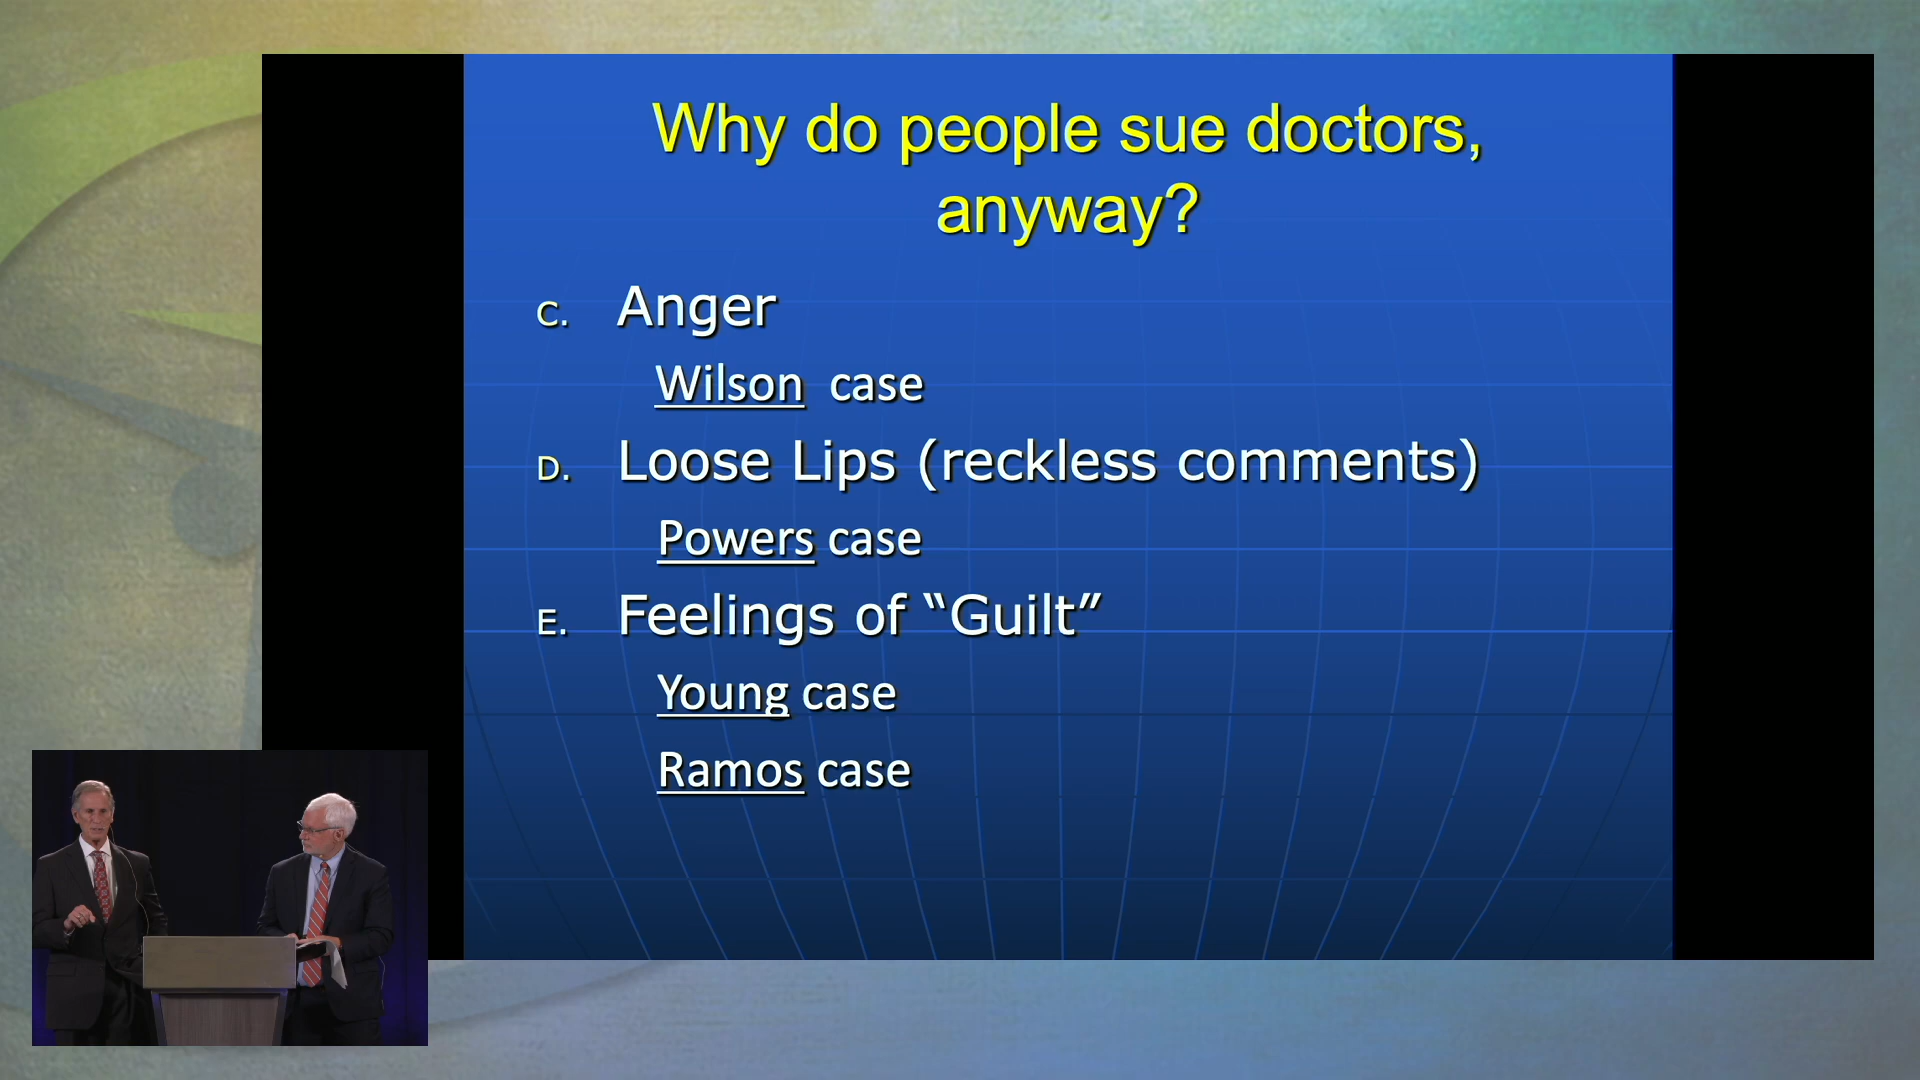 Why do people sue doctors,
anyway?
C. Anger
Wilson case
D. Loose Lips (reckless comments)
Powers case
E. Feelings of “Guilt”
Young case
Ramos case